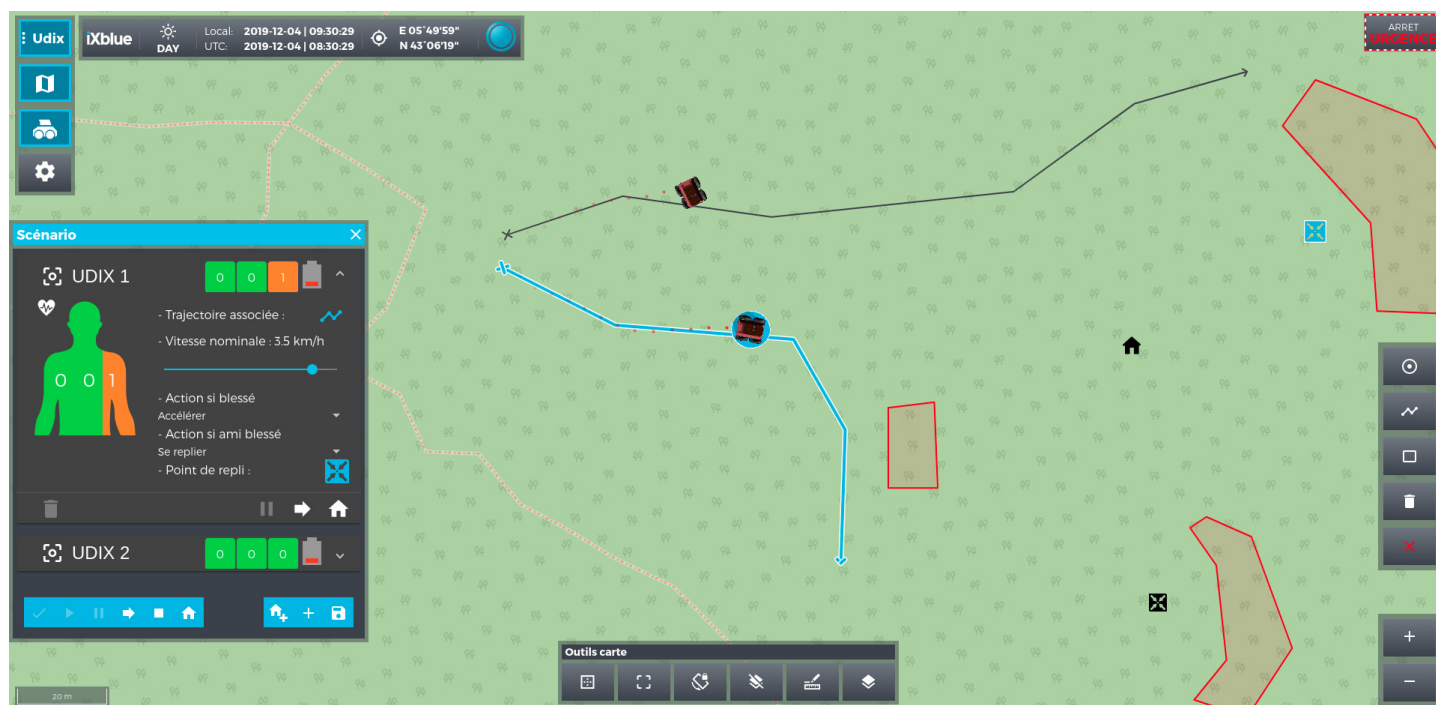 Udix
iXblue
DAY
Local: 2019-12-04 | 09:30:29
UTC: 2019-12-04 | 08:30:29
E 05°49'59"
N 43°06'19"
ARRET
URGENCE
Scénario
UDIX 1
0 0 1
- Trajectoire associée :
- Vitesse nominale : 3.5 km/h
0 0 1
- Action si blessé
Accélérer
- Action si ami blessé
Se replier
- Point de repli :
UDIX 2
0 0 0
Outils carte
20 m